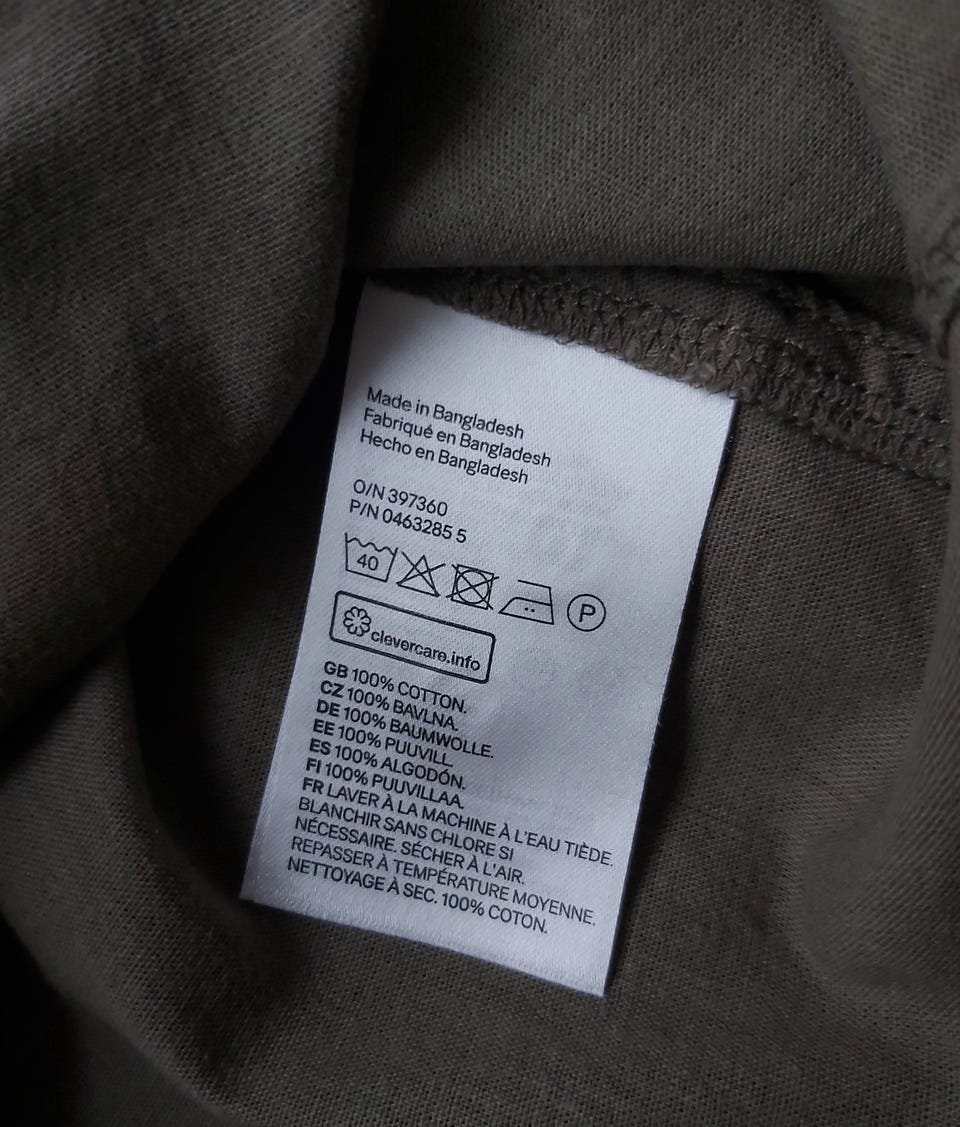 Made in Bangladesh
Fabriqué en Bangladesh
Hecho en Bangladesh
O/N 397360
P/N 0463285 5
40 P
clevercare.info
GB 100% COTTON.
CZ 100% BAVLNA.
DE 100% BAUMWOLLE.
EE 100% PUUVILL.
ES 100% ALGODÓN.
FI 100% PUUVILLAA.
FR LAVER À LA MACHINE À L'EAU TIÈDE.
BLANCHIR SANS CHLORE SI
NÉCESSAIRE. SÉCHER À L'AIR.
REPASSER À TEMPÉRATURE MOYENNE.
NETTOYAGE À SEC. 100% COTON.